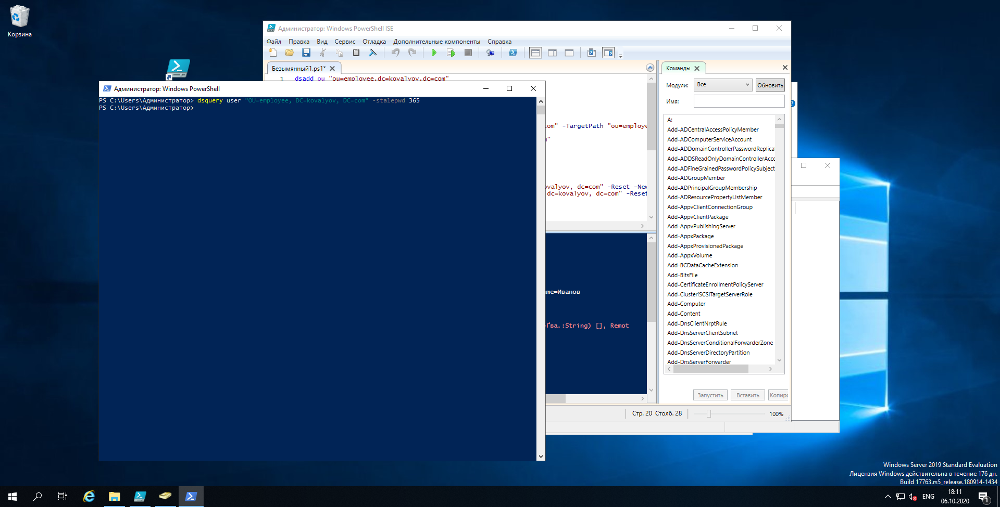 Корзина
Администратор: Windows PowerShell ISE
Файл Правка Вид Сервис Отладка Дополнительные компоненты Справка
Безымянный1.ps1*
1 dsadd ou "ou=employee,dc=kovalyov,dc=com"
Администратор: Windows PowerShell
PS C:\Users\Администратор> dsquery user "OU=employee, DC=kovalyov, DC=com" -stalepwd 365
PS C:\Users\Администратор>
om" -TargetPath "ou=employe
"
ovalyov, dc=com" -Reset -New
dc=kovalyov, dc=com" -Reset
ame=Иванов
Ґва.:String) [], Remot
Стр. 20 Столб. 28
100%
Команды
Модули: Все Обновить
Имя:
A:
Add-ADCentralAccessPolicyMember
Add-ADComputerServiceAccount
Add-ADDomainControllerPasswordReplicat
Add-ADDSReadOnlyDomainControllerAcco
Add-ADFineGrainedPasswordPolicySubject
Add-ADGroupMember
Add-ADPrincipalGroupMembership
Add-ADResourcePropertyListMember
Add-AppvClientConnectionGroup
Add-AppvClientPackage
Add-AppvPublishingServer
Add-AppxPackage
Add-AppxProvisionedPackage
Add-AppxVolume
Add-BCDataCacheExtension
Add-BitsFile
Add-CertificateEnrollmentPolicyServer
Add-ClusteriSCSITargetServerRole
Add-Computer
Add-Content
Add-DnsClientNrptRule
Add-DnsServerClientSubnet
Add-DnsServerConditionalForwarderZone
Add-DnsServerDirectoryPartition
Add-DnsServerForwarder
Запустить Вставить Копиро
Windows Server 2019 Standard Evaluation
Лицензия Windows действительна в течение 176 дн.
Build 17763.rs5_release.180914-1434
ENG
18:11
06.10.2020
1